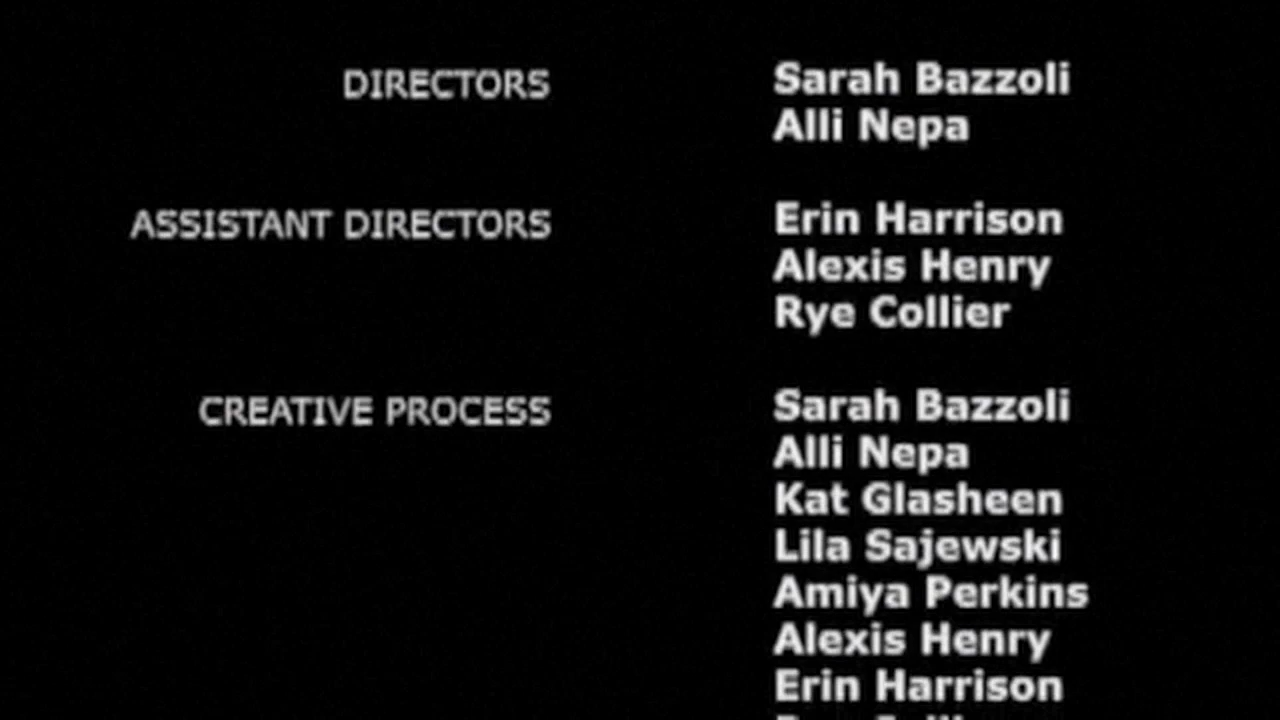 DIRECTORS Sarah Bazzoli
Alli Nepa
ASSISTANT DIRECTORS Erin Harrison
Alexis Henry
Rye Collier
CREATIVE PROCESS Sarah Bazzoli
Alli Nepa
Kat Glasheen
Lila Sajewski
Amiya Perkins
Alexis Henry
Erin Harrison